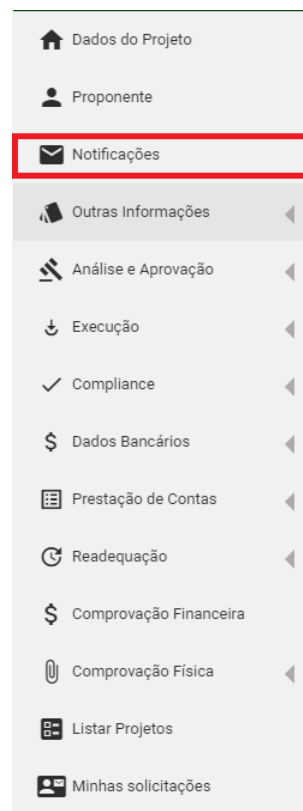 Dados do Projeto
Proponente
Notificações
Outras Informações
Análise e Aprovação
Execução
Compliance
Dados Bancários
Prestação de Contas
Readequação
Comprovação Financeira
Comprovação Física
Listar Projetos
Minhas solicitações